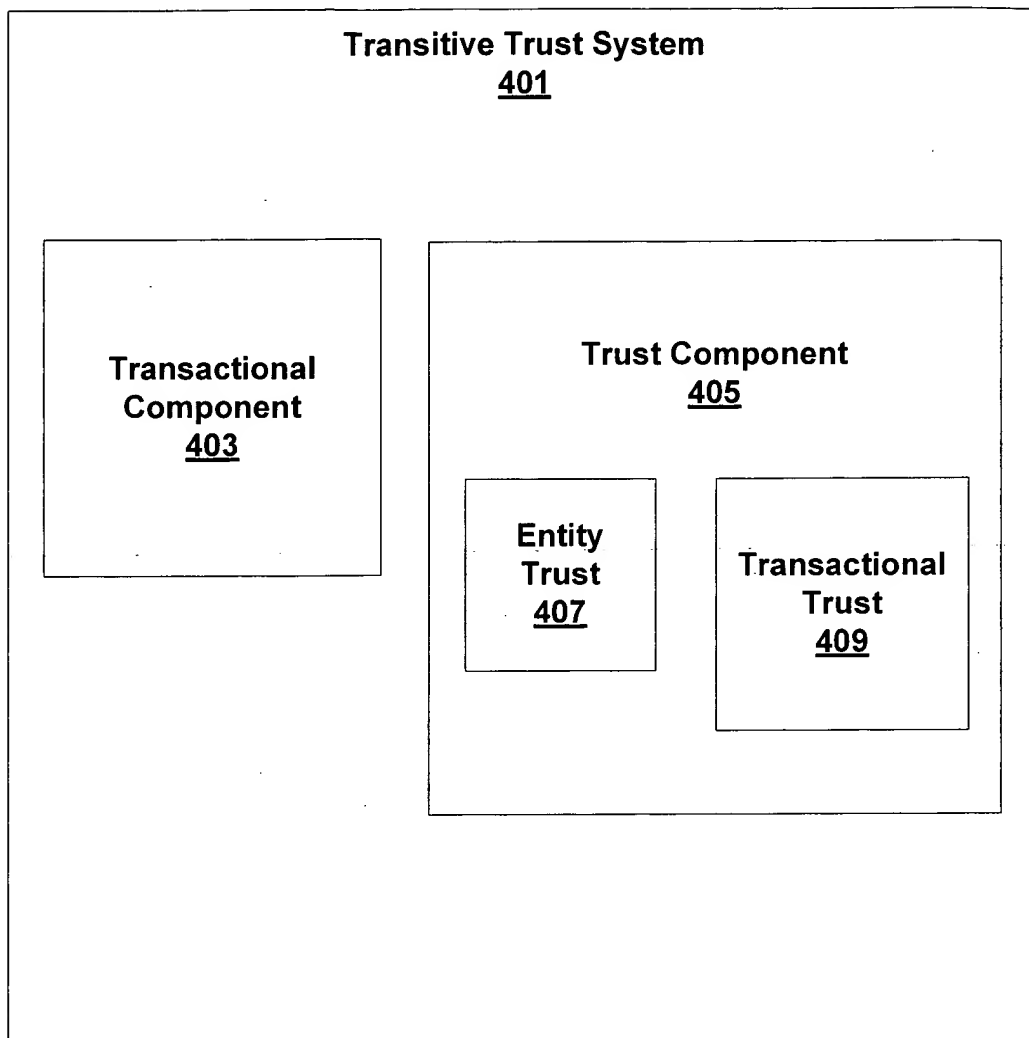 Transitive Trust System
401
Transactional
Component
403
Trust Component
405
Entity
Trust
407
Transactional
Trust
409